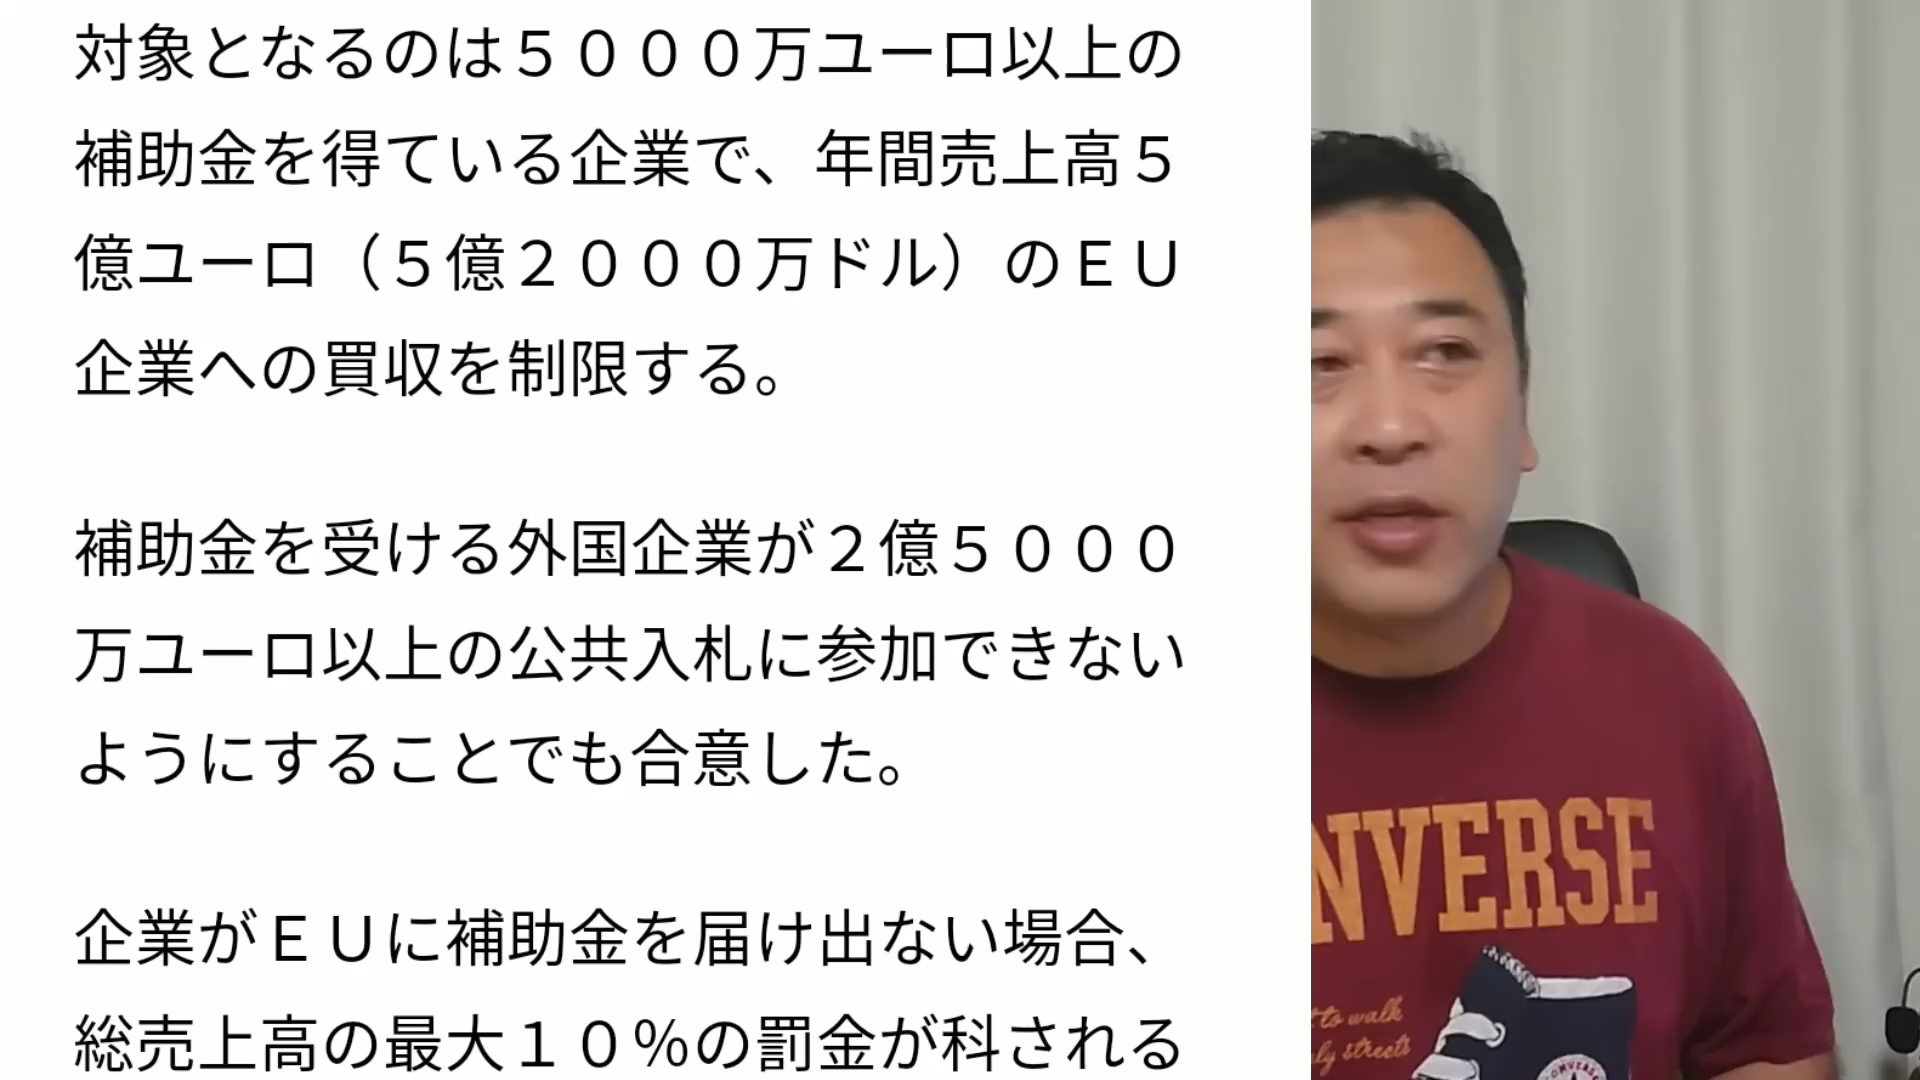 対象となるのは５０００万ユーロ以上の
補助金を得ている企業で、年間売上高５
億ユーロ（５億２０００万ドル）のＥＵ
企業への買収を制限する。
補助金を受ける外国企業が２億５０００
万ユーロ以上の公共入札に参加できない
ようにすることでも合意した。
企業がＥＵに補助金を届け出ない場合、
総売上高の最大１０％の罰金が科される
NVERSE
to walk
ly streets
ONVERSE